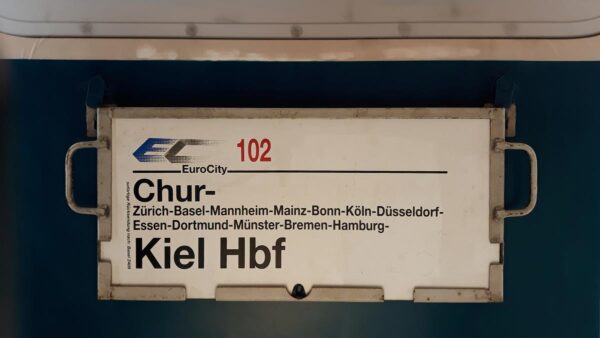 EC 102
EuroCity
Chur-
Zürich-Basel-Mannheim-Mainz-Bonn-Köln-Düsseldorf-
Essen-Dortmund-Münster-Bremen-Hamburg-
Kiel Hbf